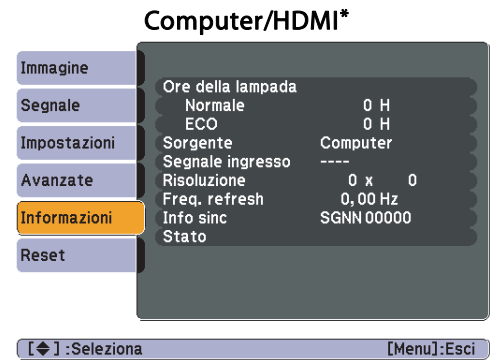 Computer/HDMI*
Immagine
Segnale
Impostazioni
Avanzate
Informazioni
Reset
Ore della lampada
Normale 0 H
ECO 0 H
Sorgente Computer
Segnale ingresso ----
Risoluzione 0 x 0
Freq. refresh 0,00 Hz
Info sinc SGNN 00000
Stato
[◆] :Seleziona [Menu]:Esci